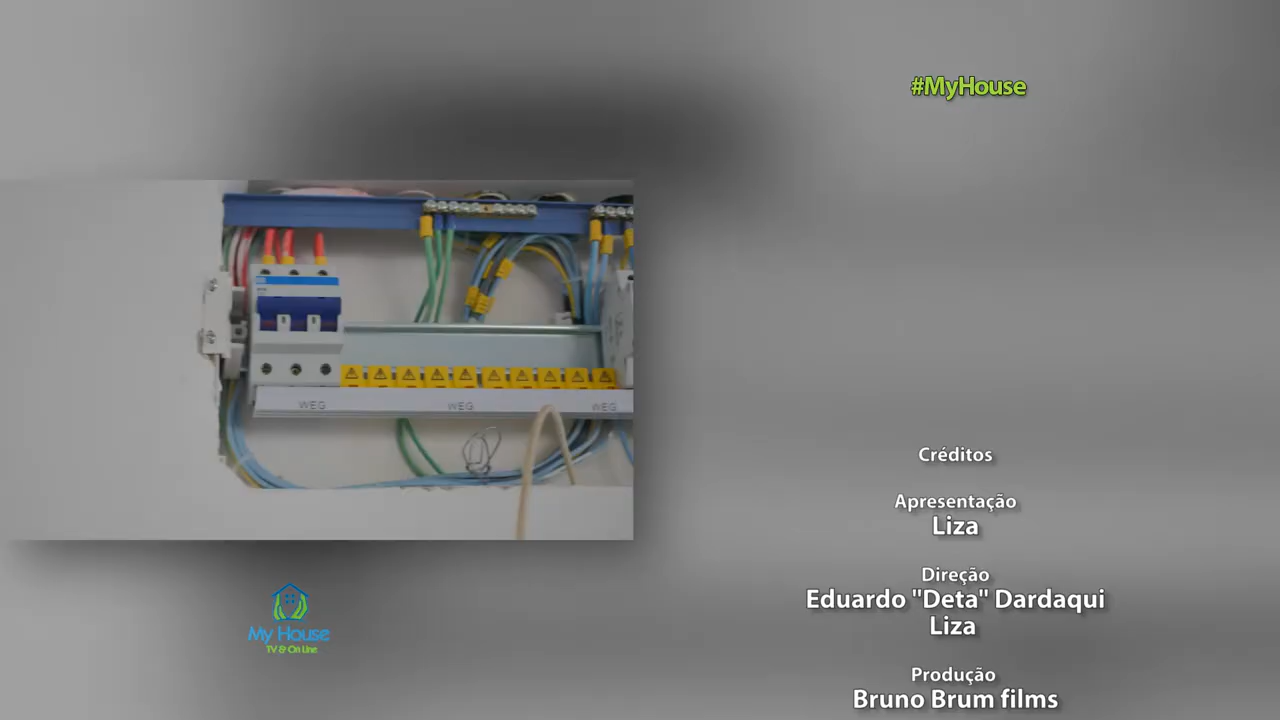 #MyHouse
WEG
WEG
WEG
My House
TV & On Line
Créditos
Apresentação
Liza
Direção
Eduardo "Deta" Dardaqui
Liza
Produção
Bruno Brum films